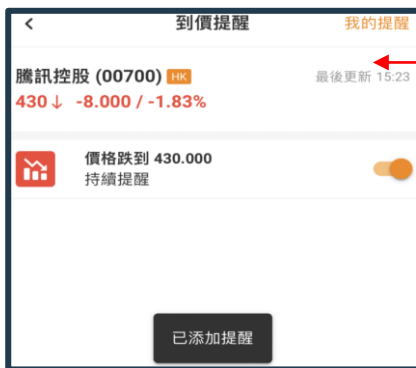 到價提醒 我的提醒
騰訊控股 (00700) HK 最後更新 15:23
430↓ -8.000 / -1.83%
價格跌到 430.000
持續提醒
已添加提醒